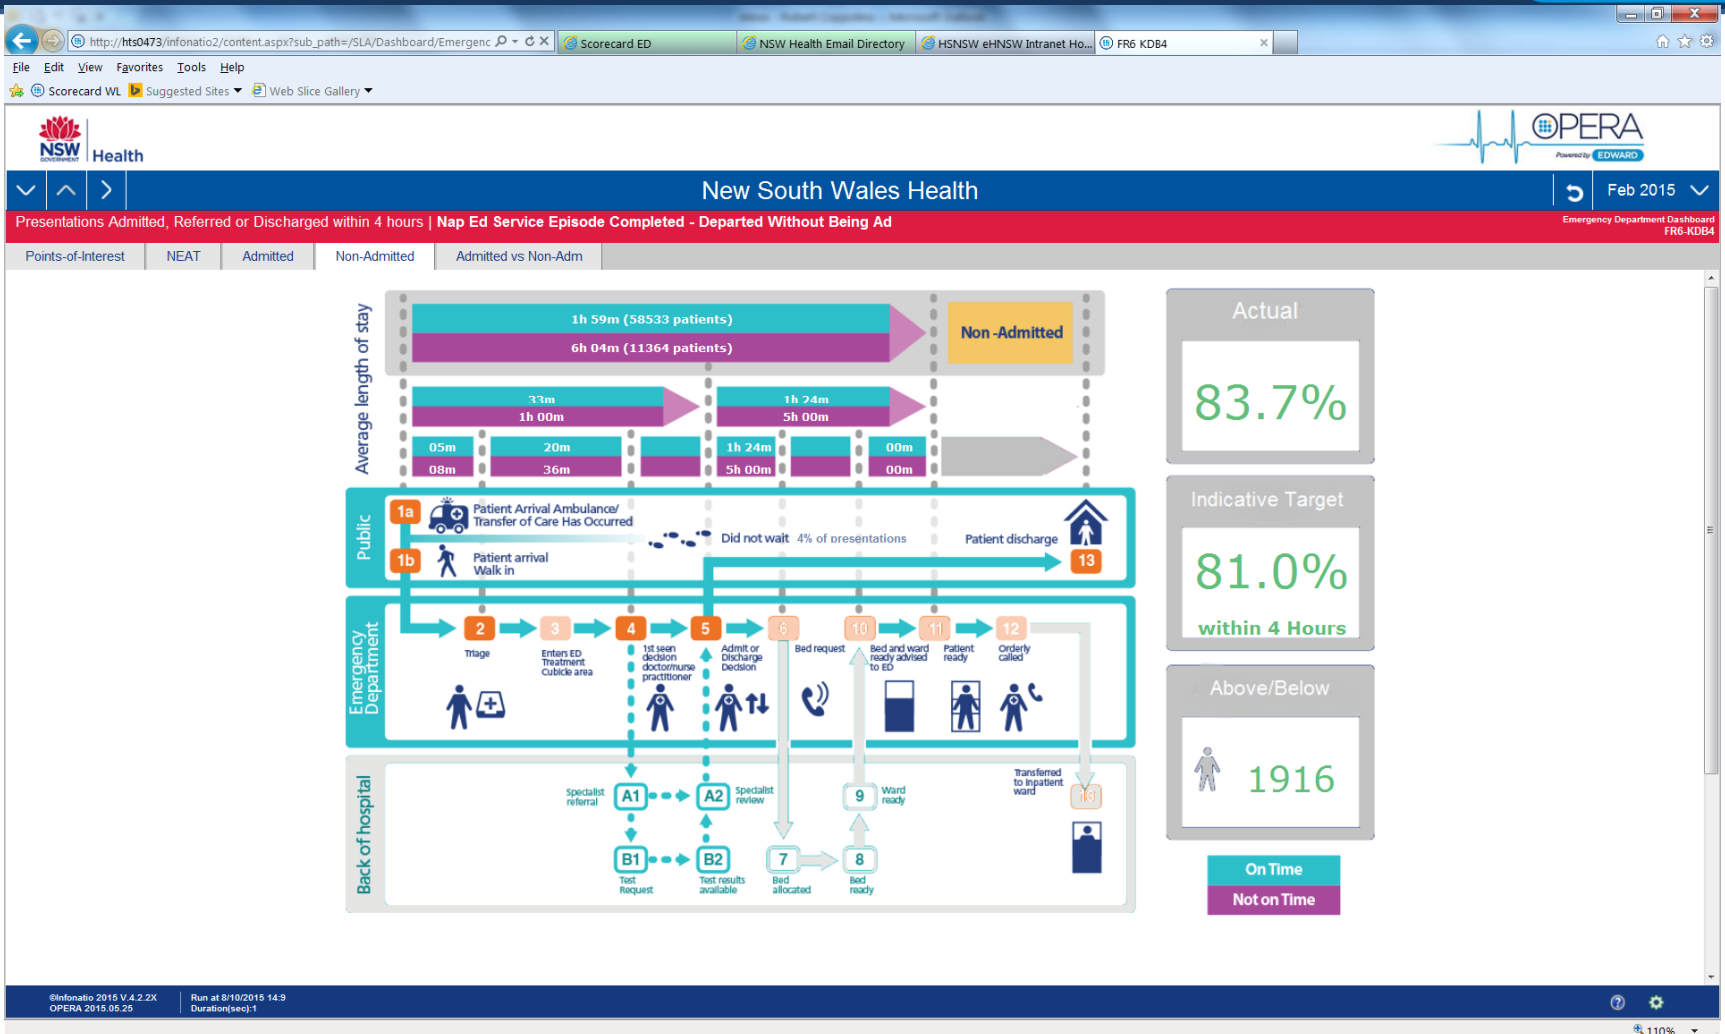 http://hts0473/infonatio2/content.aspx?sub_path=/SLA/Dashboard/Emergenc
Scorecard ED
NSW Health Email Directory
HSNSW eHNSW Intranet Ho...
FR6 KDB4
File Edit View Favorites Tools Help
Scorecard WL Suggested Sites Web Slice Gallery
NSW
GOVERNMENT
Health
OPERA
Powered by EDWARD
New South Wales Health
Feb 2015
Presentations Admitted, Referred or Discharged within 4 hours | Nap Ed Service Episode Completed - Departed Without Being Ad
Emergency Department Dashboard
FR6-KDB4
Points-of-Interest NEAT Admitted Non-Admitted Admitted vs Non-Adm
Average length of stay
1h 59m (58533 patients)
6h 04m (11364 patients)
Non -Admitted
33m
1h 00m
1h 24m
5h 00m
05m 20m 1h 24m 00m
08m 36m 5h 00m 00m
Public
1a
Patient Arrival Ambulance/
Transfer of Care Has Occurred
1b
Patient arrival
Walk in
Did not wait 4% of presentations
Patient discharge
13
Emergency
Department
2 3 4 5 6 10 11 12
Triage
Enters ED
Treatment
Cubicle area
1st seen
decision
doctor/nurse
practitioner
Admit or
Discharge
Decision
Bed request
Bed and ward
ready advised
to ED
Patient
ready
Orderly
called
Back of hospital
Specialist
referral
A1
A2
Specialist
review
9
Ward
ready
Transferred
to Inpatient
ward
13
B1
Test
Request
B2
Test results
available
7
Bed
allocated
8
Bed
ready
Actual
83.7%
Indicative Target
81.0%
within 4 Hours
Above/Below
1916
On Time
Not on Time
©Infonatio 2015 V.4.2.2X
OPERA 2015.05.25
Run at 8/10/2015 14:9
Duration(sec):1
110%